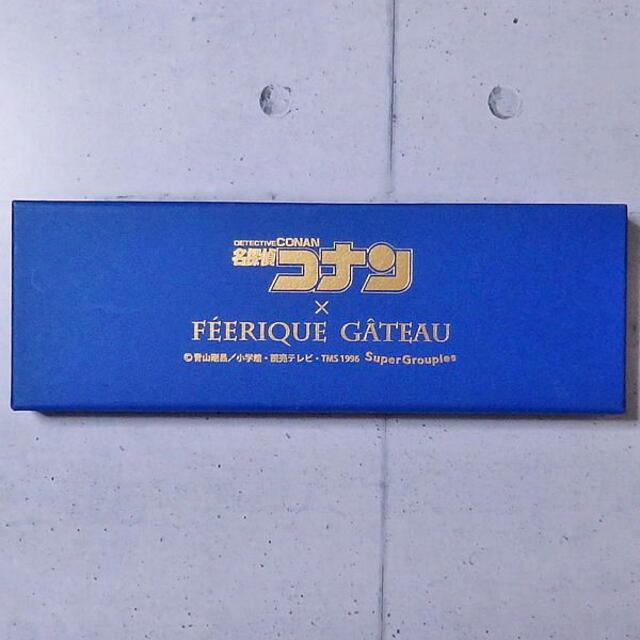 DETECTIVE CONAN
名探偵コナン
×
FÉERIQUE GÂTEAU
©青山剛昌／小学館・読売テレビ・TMS 1996 SuperGroupies